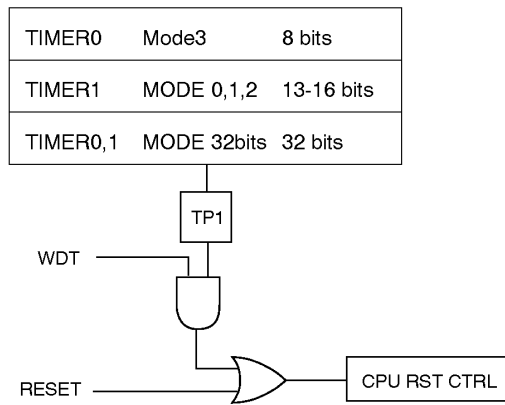 TIMER0 Mode3 8 bits
TIMER1 MODE 0,1,2 13-16 bits
TIMER0,1 MODE 32bits 32 bits
TP1
WDT
CPU RST CTRL
RESET